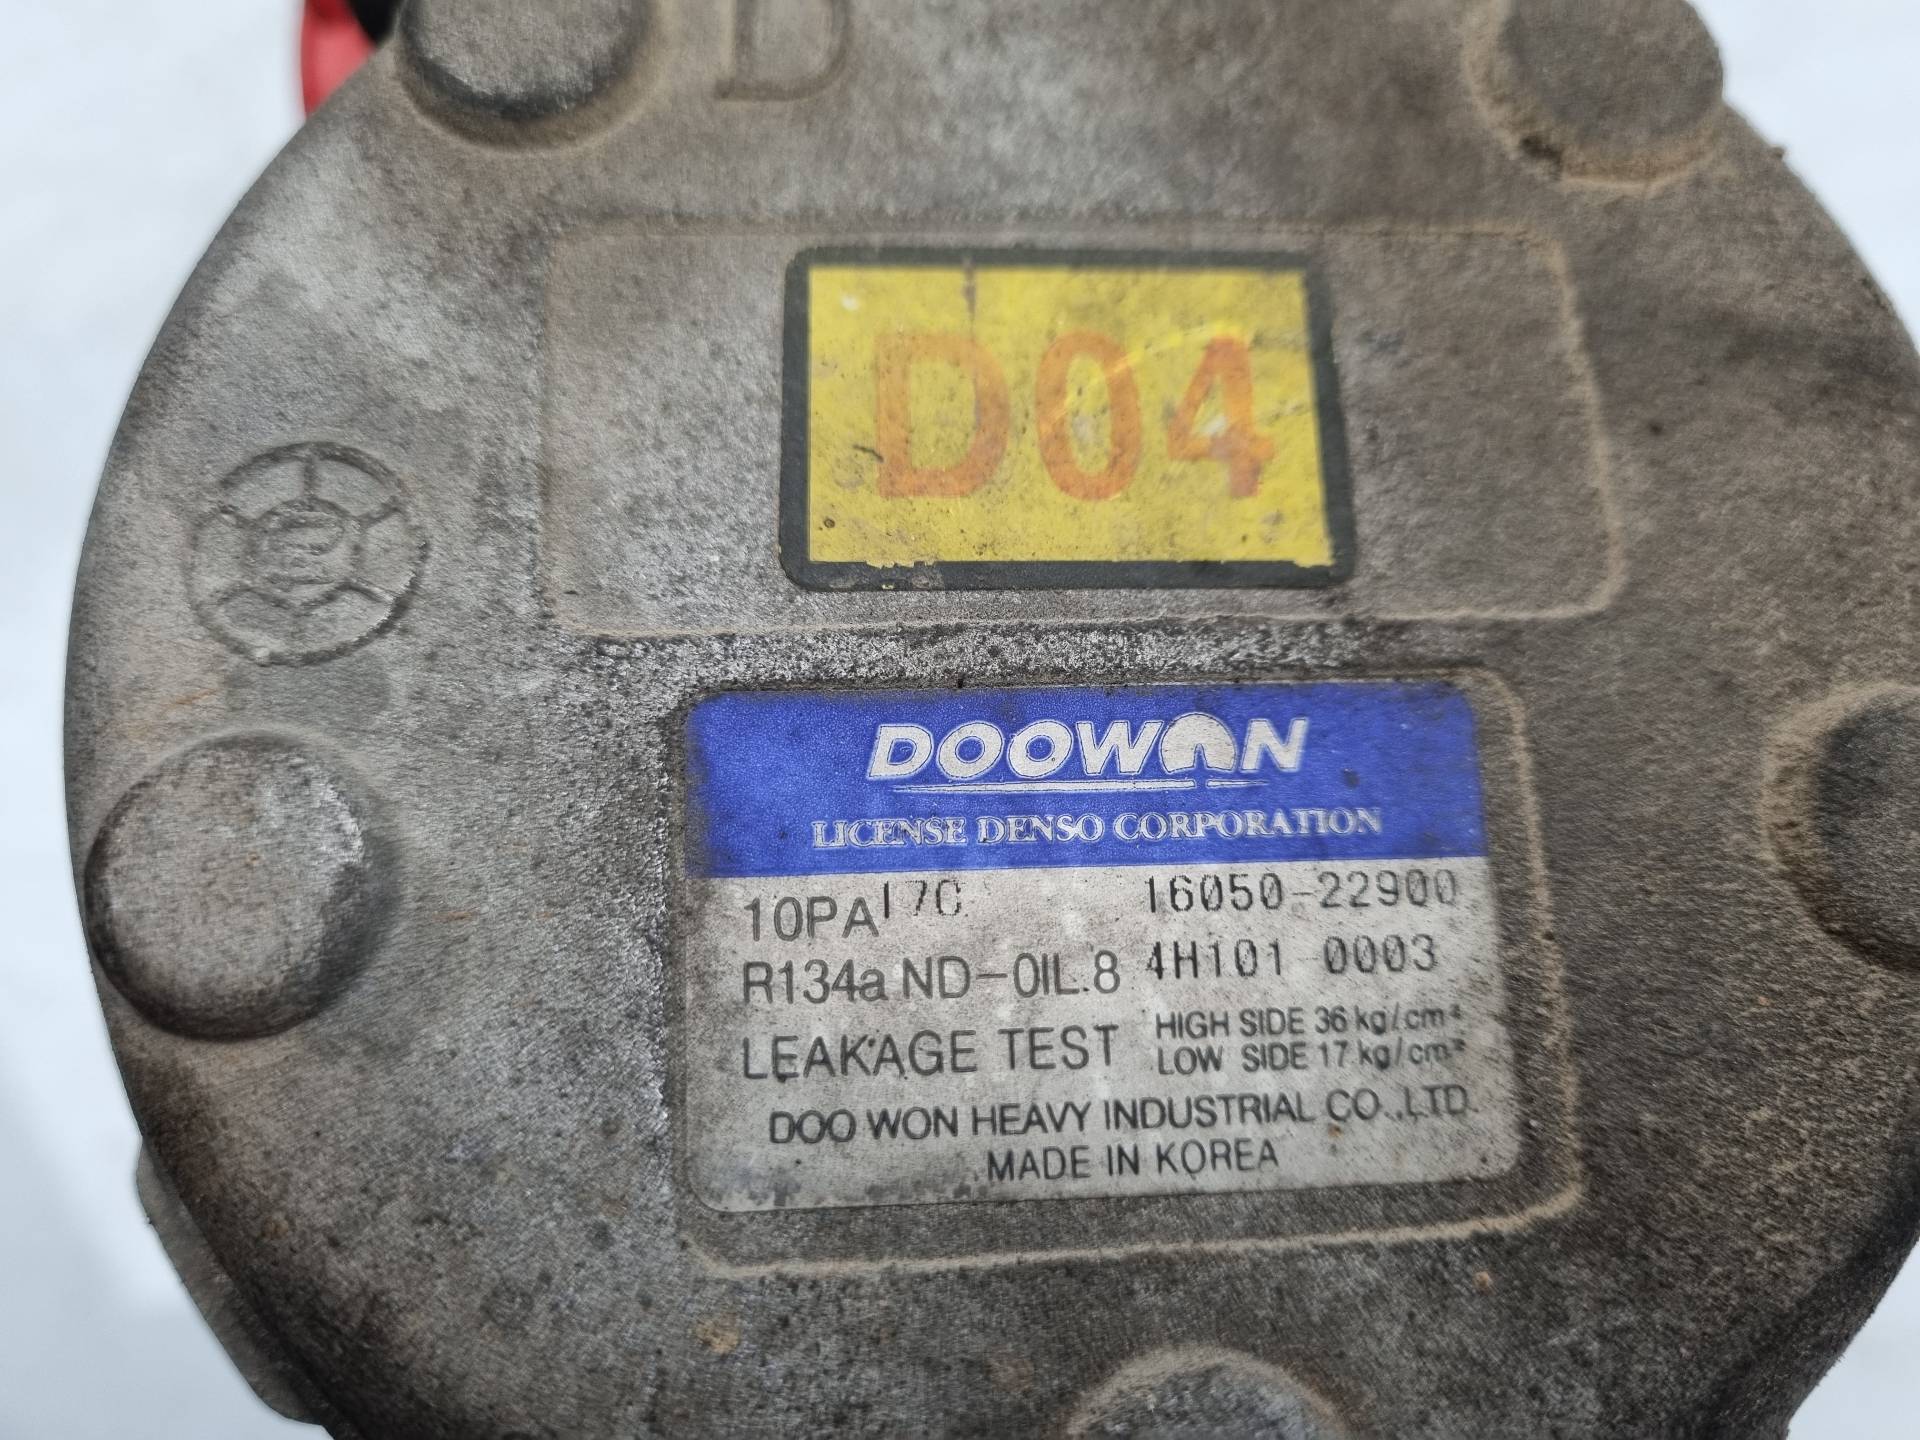 D
D04
DOOWON
LICENSE DENSO CORPORATION
10PA17C 16050-22900
R134a ND-OIL.8 4H101 0003
LEAKAGE TEST HIGH SIDE 36 kg/cm²
LOW SIDE 17 kg/cm²
DOO WON HEAVY INDUSTRIAL CO.,LTD.
MADE IN KOREA